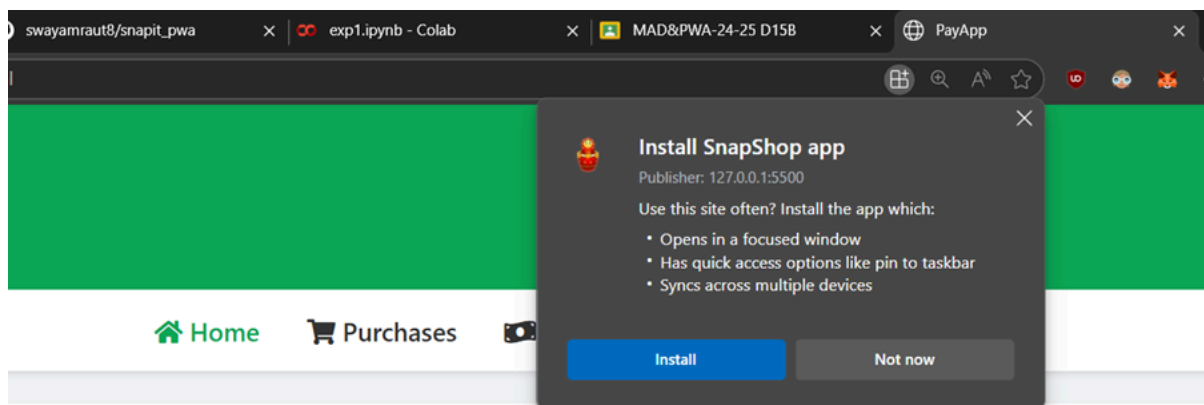 swayamraut8/snapit_pwa
exp1.ipynb - Colab
MAD&PWA-24-25 D15B
PayApp
Install SnapShop app
Publisher: 127.0.0.1:5500
Use this site often? Install the app which:
• Opens in a focused window
• Has quick access options like pin to taskbar
• Syncs across multiple devices
Home
Purchases
Install
Not now